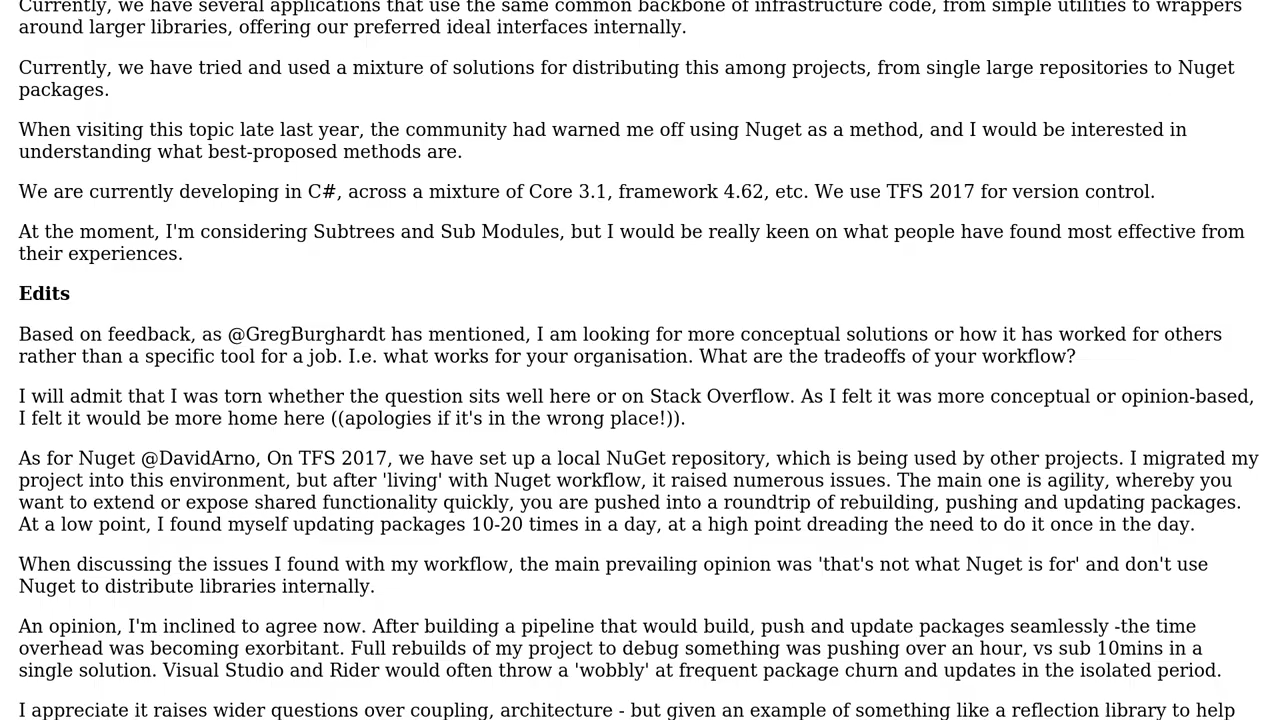 Currently, we have several applications that use the same common backbone of infrastructure code, from simple utilities to wrappers
around larger libraries, offering our preferred ideal interfaces internally.
Currently, we have tried and used a mixture of solutions for distributing this among projects, from single large repositories to Nuget
packages.
When visiting this topic late last year, the community had warned me off using Nuget as a method, and I would be interested in
understanding what best-proposed methods are.
We are currently developing in C#, across a mixture of Core 3.1, framework 4.62, etc. We use TFS 2017 for version control.
At the moment, I'm considering Subtrees and Sub Modules, but I would be really keen on what people have found most effective from
their experiences.
Edits
Based on feedback, as @GregBurghardt has mentioned, I am looking for more conceptual solutions or how it has worked for others
rather than a specific tool for a job. I.e. what works for your organisation. What are the tradeoffs of your workflow?
I will admit that I was torn whether the question sits well here or on Stack Overflow. As I felt it was more conceptual or opinion-based,
I felt it would be more home here ((apologies if it's in the wrong place!)).
As for Nuget @DavidArno, On TFS 2017, we have set up a local NuGet repository, which is being used by other projects. I migrated my
project into this environment, but after 'living' with Nuget workflow, it raised numerous issues. The main one is agility, whereby you
want to extend or expose shared functionality quickly, you are pushed into a roundtrip of rebuilding, pushing and updating packages.
At a low point, I found myself updating packages 10-20 times in a day, at a high point dreading the need to do it once in the day.
When discussing the issues I found with my workflow, the main prevailing opinion was 'that's not what Nuget is for' and don't use
Nuget to distribute libraries internally.
An opinion, I'm inclined to agree now. After building a pipeline that would build, push and update packages seamlessly -the time
overhead was becoming exorbitant. Full rebuilds of my project to debug something was pushing over an hour, vs sub 10mins in a
single solution. Visual Studio and Rider would often throw a 'wobbly' at frequent package churn and updates in the isolated period.
I appreciate it raises wider questions over coupling, architecture - but given an example of something like a reflection library to help